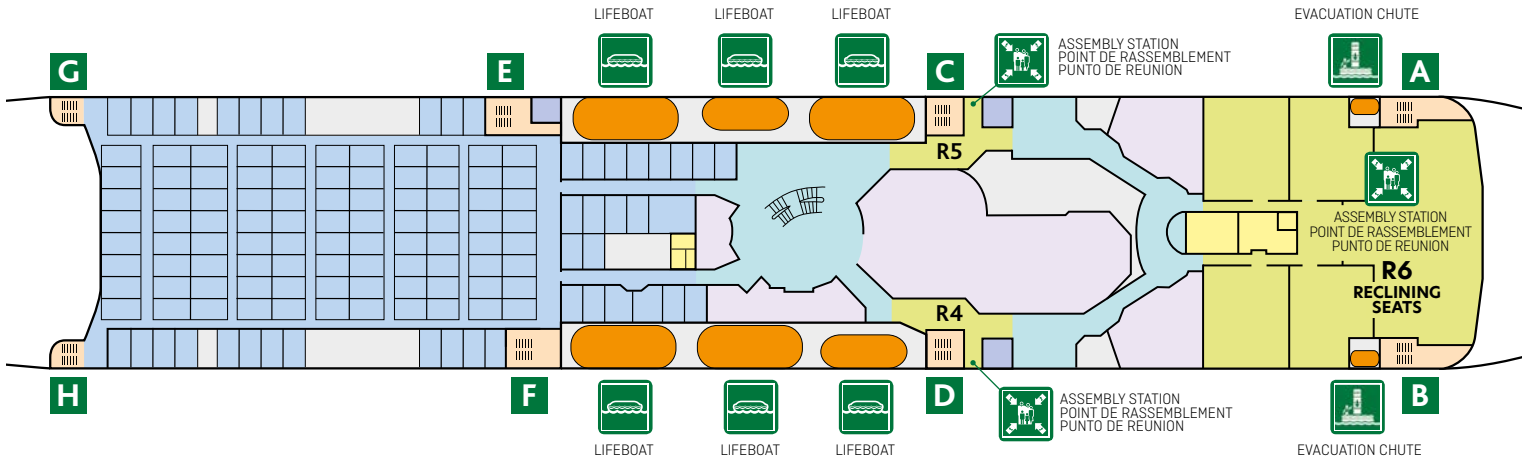 LIFEBOAT
LIFEBOAT
LIFEBOAT
EVACUATION CHUTE
G
E
C
ASSEMBLY STATION
POINT DE RASSEMBLEMENT
PUNTO DE REUNION
A
R5
ASSEMBLY STATION
POINT DE RASSEMBLEMENT
PUNTO DE REUNION
R6
RECLINING
SEATS
R4
H
F
D
ASSEMBLY STATION
POINT DE RASSEMBLEMENT
PUNTO DE REUNION
B
LIFEBOAT
LIFEBOAT
LIFEBOAT
EVACUATION CHUTE